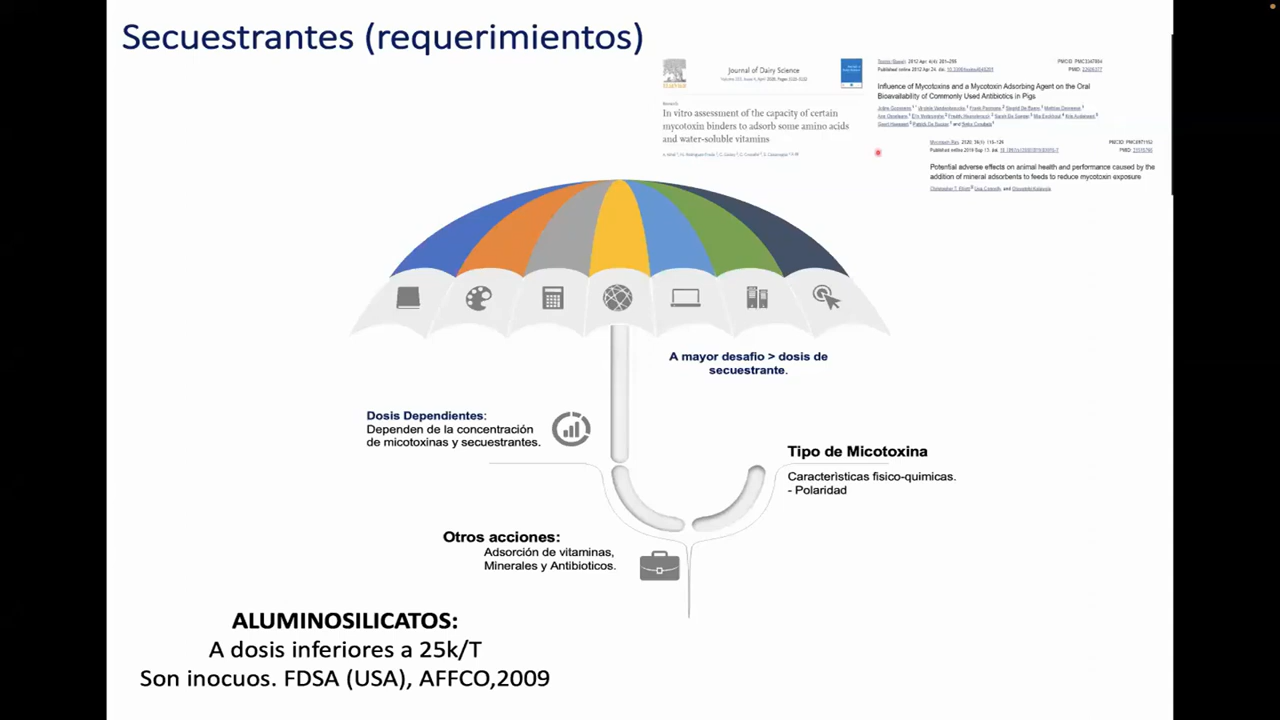 Secuestrantes (requerimientos)
Journal of Dairy Science
In vitro assessment of the capacity of certain
mycotoxin binders to adsorb some amino acids
and water-soluble vitamins
Influence of Mycotoxins and a Mycotoxin Adsorbing Agent on the Oral
Bioavailability of Commonly Used Antibiotics in Pigs
Potential adverse effects on animal health and performance caused by the
addition of mineral adsorbents to feeds to reduce mycotoxin exposure
A mayor desafio > dosis de
secuestrante.
Dosis Dependientes:
Dependen de la concentración
de micotoxinas y secuestrantes.
Tipo de Micotoxina
Caracterìsticas fisico-quimicas.
- Polaridad
Otros acciones:
Adsorción de vitaminas,
Minerales y Antibioticos.
ALUMINOSILICATOS:
A dosis inferiores a 25k/T
Son inocuos. FDSA (USA), AFFCO,2009